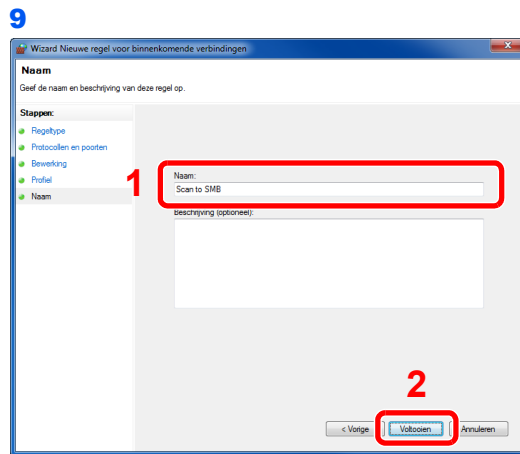 9
Wizard Nieuwe regel voor binnenkomende verbindingen
Naam
Geef de naam en beschrijving van deze regel op.
Stappen:
Regeltype
Protocollen en poorten
Bewerking
Profiel
Naam
1
Naam:
Scan to SMB
Beschrijving (optioneel):
2
< Vorige
Voltooien
Annuleren